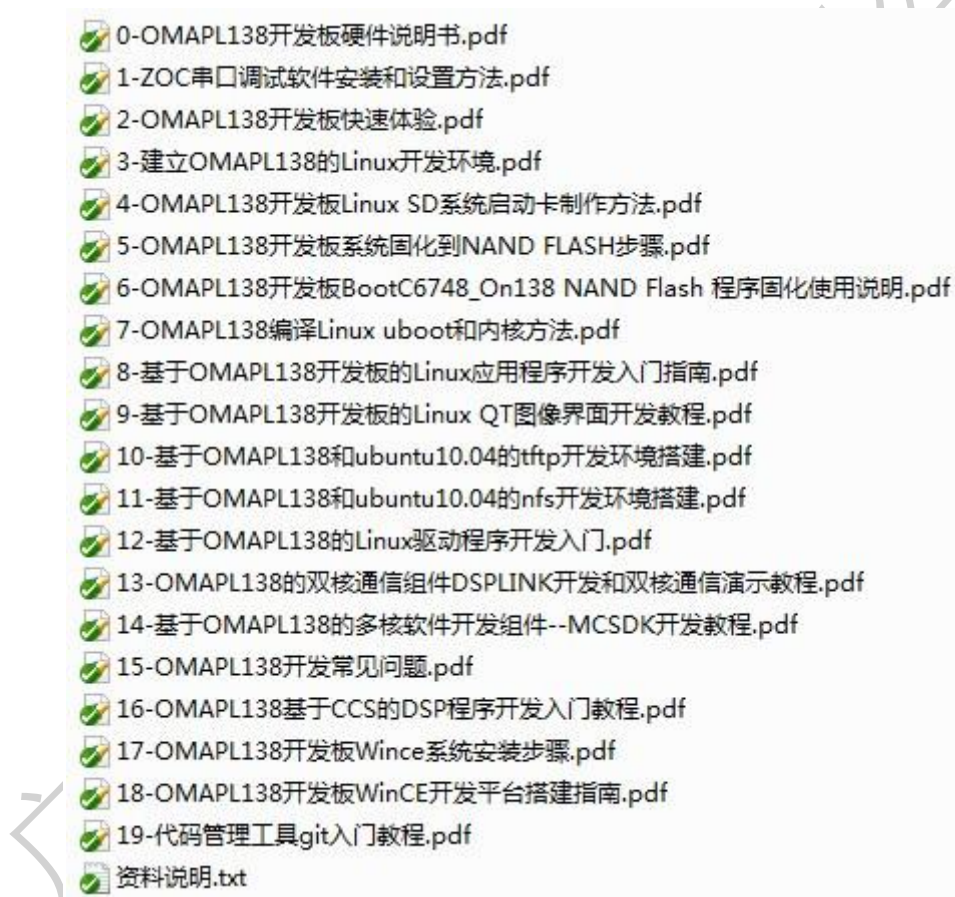 0-OMAPL138开发板硬件说明书.pdf
1-ZOC串口调试软件安装和设置方法.pdf
2-OMAPL138开发板快速体验.pdf
3-建立OMAPL138的Linux开发环境.pdf
4-OMAPL138开发板Linux SD系统启动卡制作方法.pdf
5-OMAPL138开发板系统固化到NAND FLASH步骤.pdf
6-OMAPL138开发板BootC6748_On138 NAND Flash 程序固化使用说明.pdf
7-OMAPL138编译Linux uboot和内核方法.pdf
8-基于OMAPL138开发板的Linux应用程序开发入门指南.pdf
9-基于OMAPL138开发板的Linux QT图像界面开发教程.pdf
10-基于OMAPL138和ubuntu10.04的tftp开发环境搭建.pdf
11-基于OMAPL138和ubuntu10.04的nfs开发环境搭建.pdf
12-基于OMAPL138的Linux驱动程序开发入门.pdf
13-OMAPL138的双核通信组件DSPLINK开发和双核通信演示教程.pdf
14-基于OMAPL138的多核软件开发组件--MCSDK开发教程.pdf
15-OMAPL138开发常见问题.pdf
16-OMAPL138基于CCS的DSP程序开发入门教程.pdf
17-OMAPL138开发板Wince系统安装步骤.pdf
18-OMAPL138开发板WinCE开发平台搭建指南.pdf
19-代码管理工具git入门教程.pdf
资料说明.txt